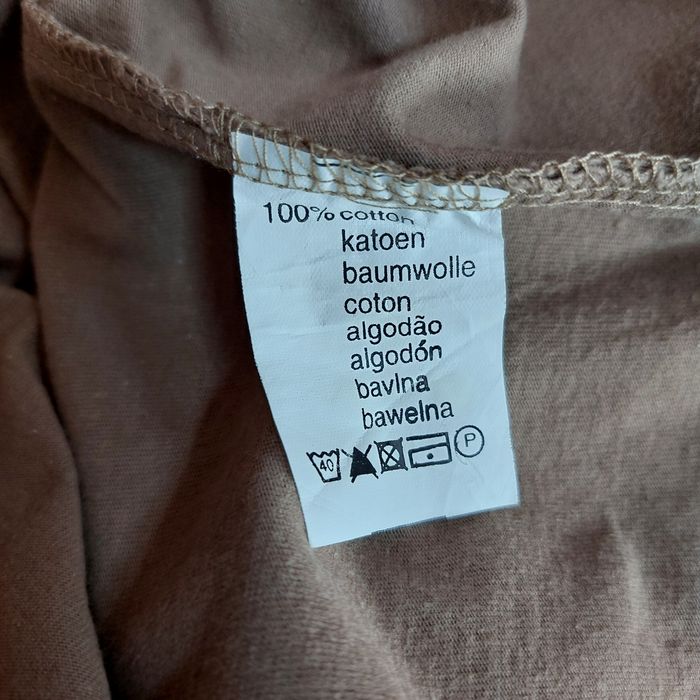 100% cotton
katoen
baumwolle
coton
algodão
algodón
bavlna
bawelna
40 P